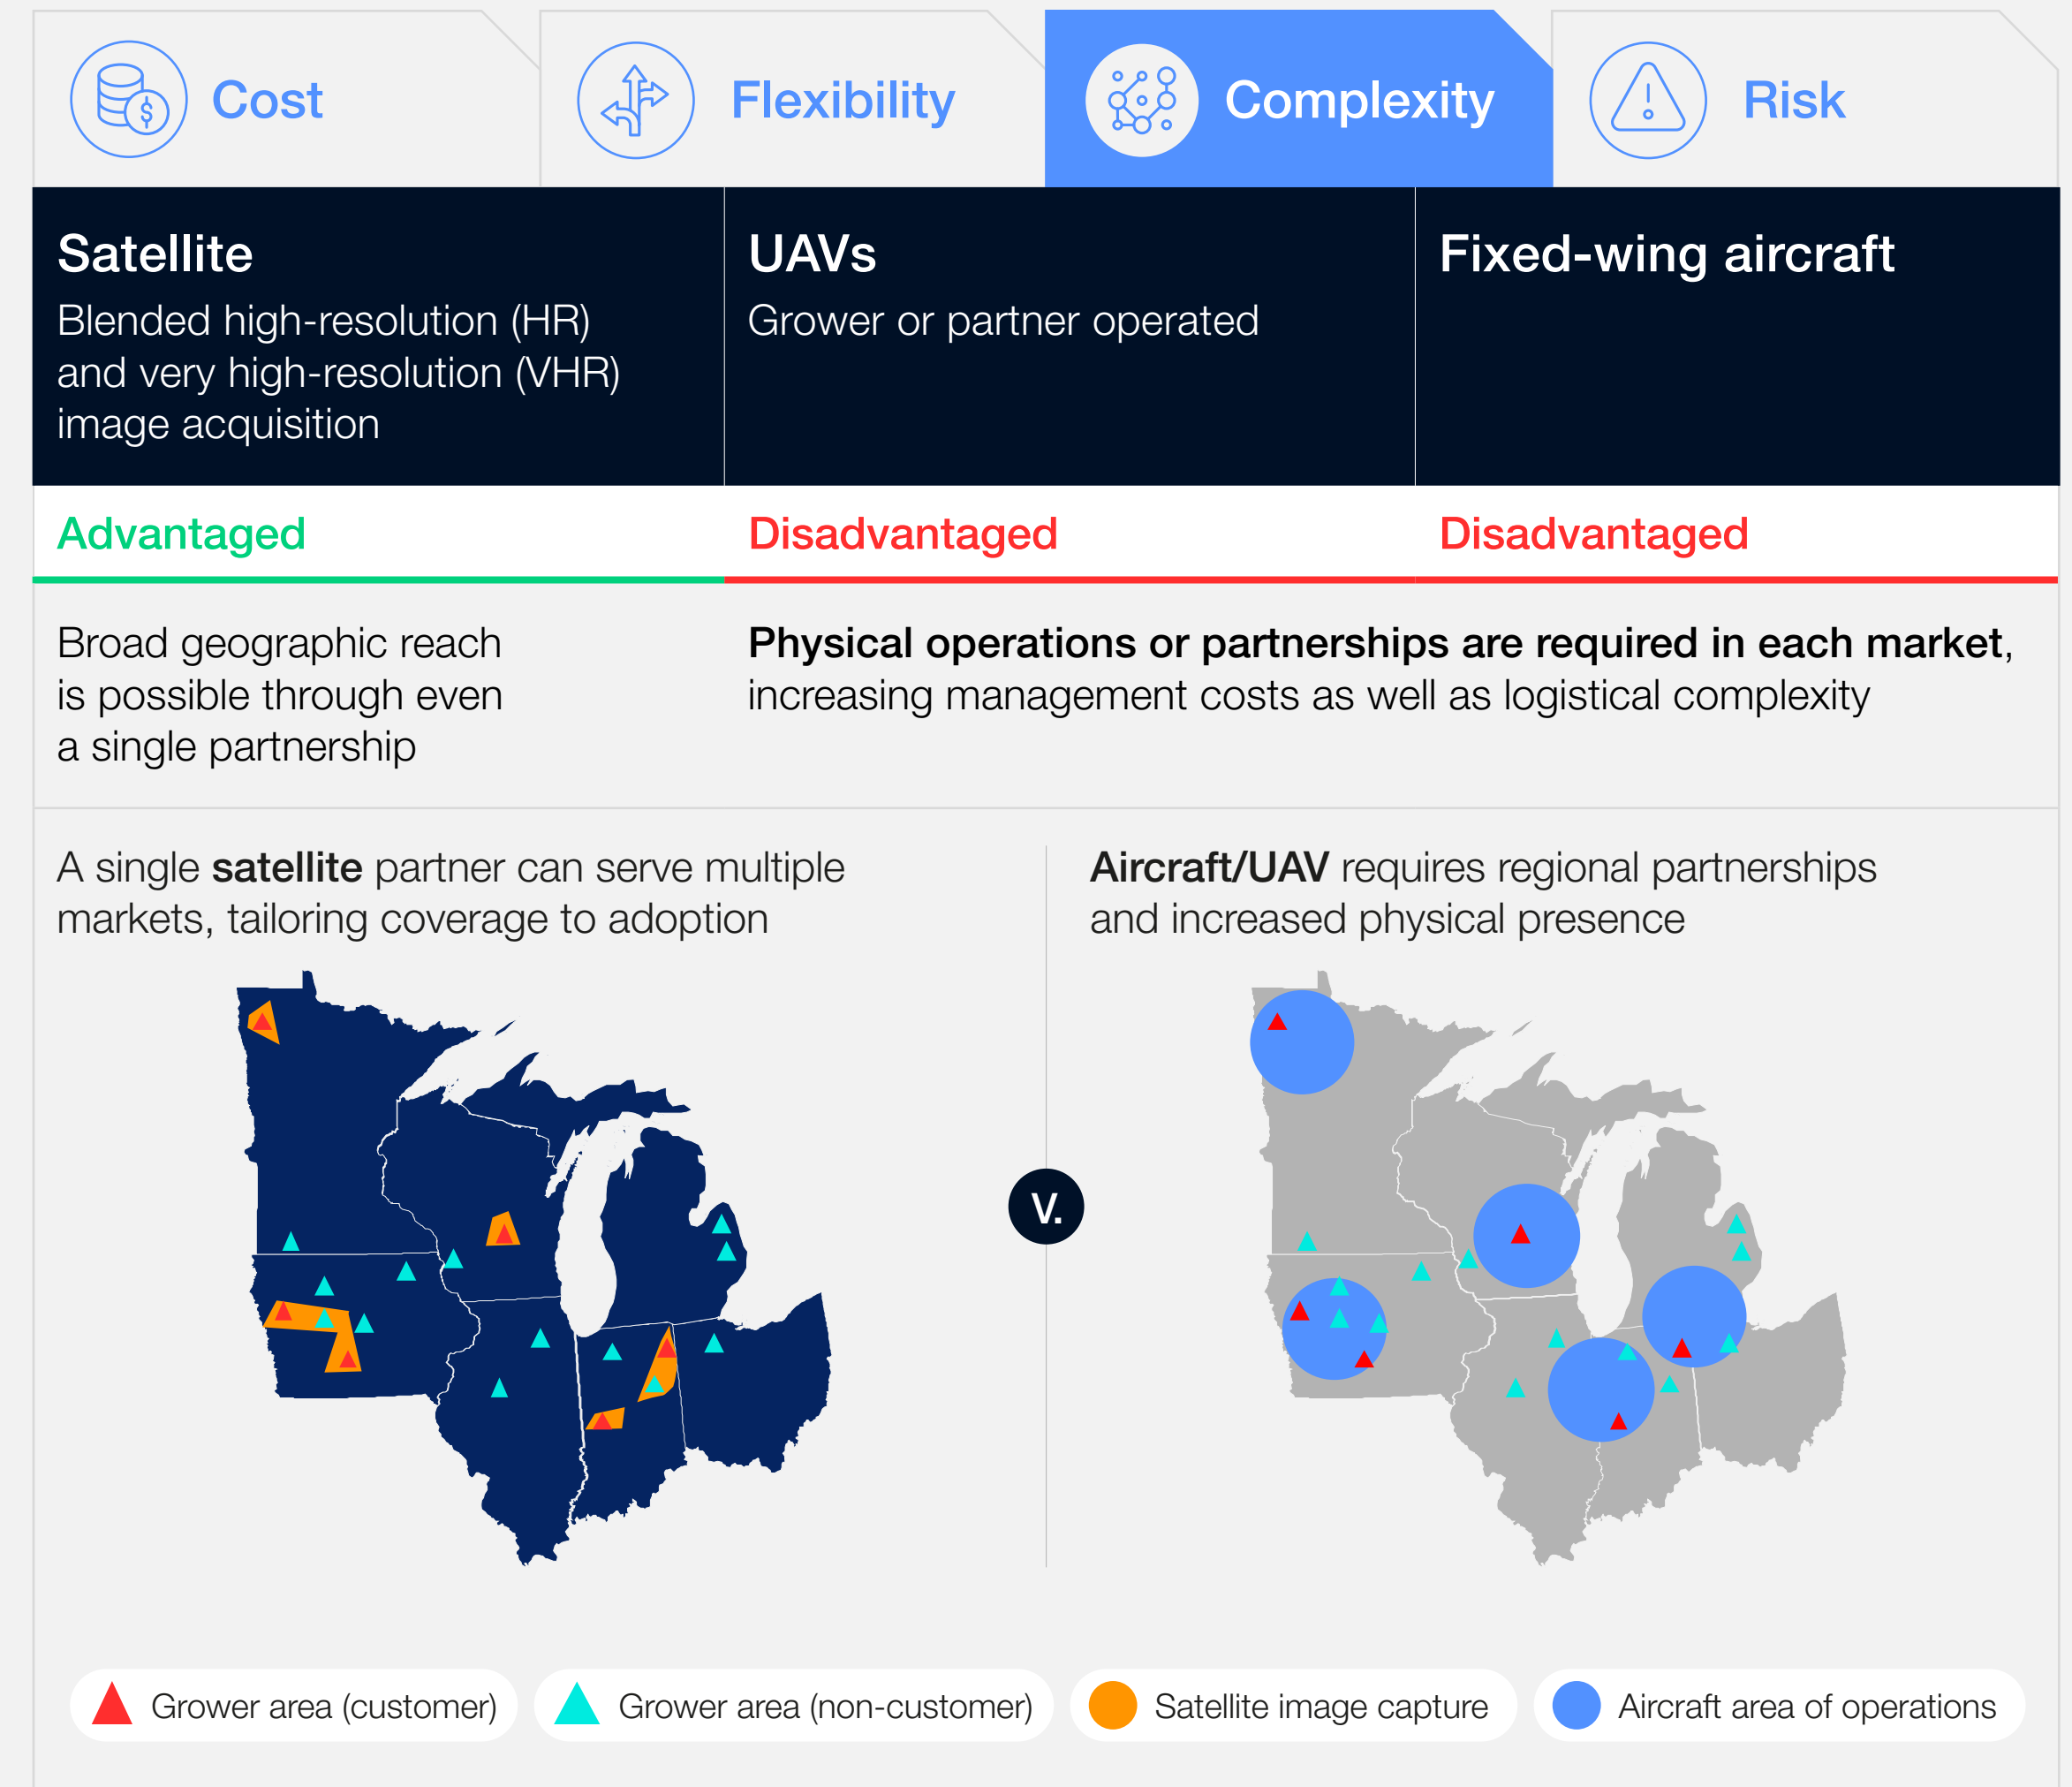 Cost
Flexibility
Complexity
Risk
Satellite
Blended high-resolution (HR)
and very high-resolution (VHR)
image acquisition
UAVs
Grower or partner operated
Fixed-wing aircraft
Advantaged
Disadvantaged
Disadvantaged
Broad geographic reach
is possible through even
a single partnership
Physical operations or partnerships are required in each market,
increasing management costs as well as logistical complexity
A single satellite partner can serve multiple
markets, tailoring coverage to adoption
Aircraft/UAV requires regional partnerships
and increased physical presence
V.
Grower area (customer)
Grower area (non-customer)
Satellite image capture
Aircraft area of operations